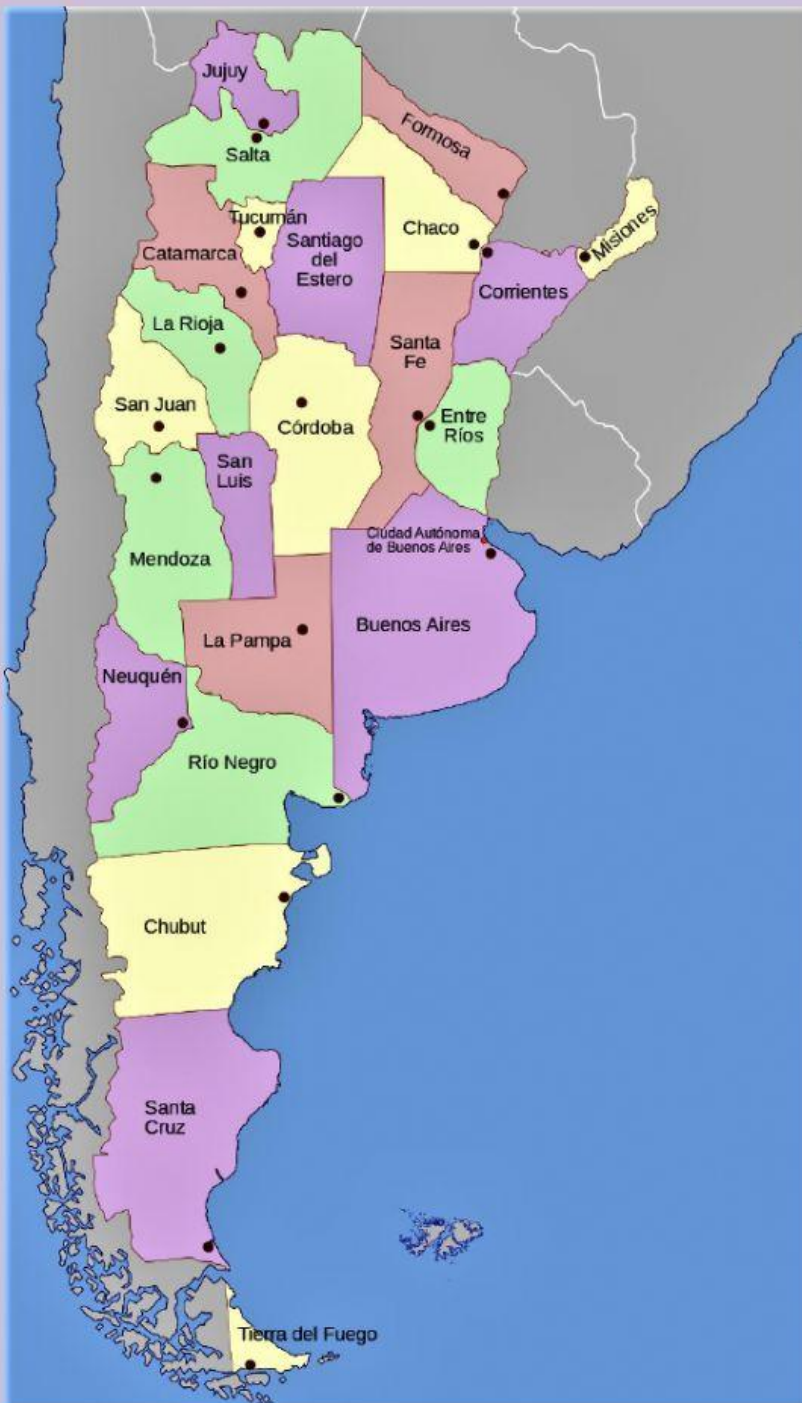 Jujuy
Formosa
Salta
Misiones
Tucumán
Chaco
Santiago
del
Estero
Catamarca
Corrientes
La Rioja
Santa
Fe
San Juan
Córdoba
Entre
Ríos
San
Luis
Ciudad Autónoma
de Buenos Aires
Mendoza
Buenos Aires
La Pampa
Neuquén
Río Negro
Chubut
Santa
Cruz
Tierra del Fuego